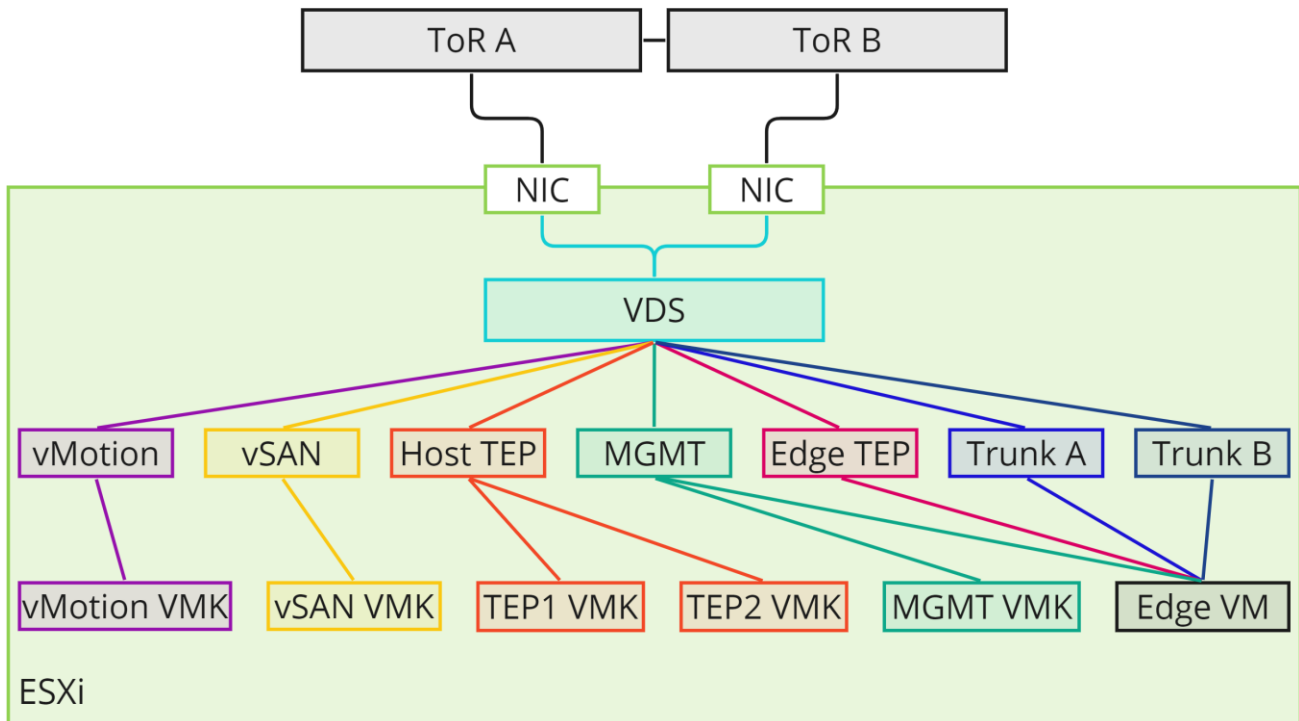 ToR A
ToR B
NIC
NIC
VDS
vMotion
vSAN
Host TEP
MGMT
Edge TEP
Trunk A
Trunk B
vMotion VMK
vSAN VMK
TEP1 VMK
TEP2 VMK
MGMT VMK
Edge VM
ESXi